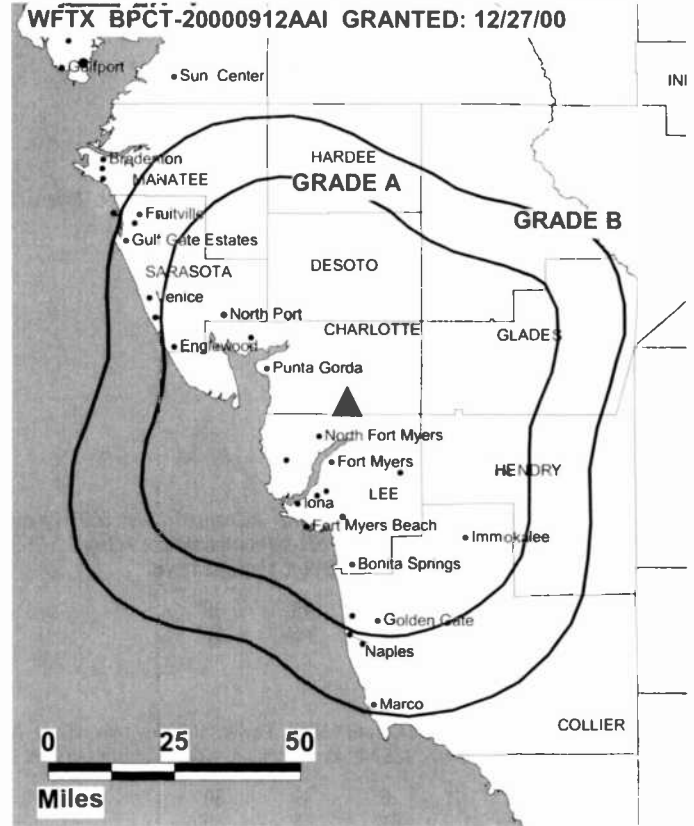 WFTX BPCT-20000912AAI GRANTED: 12/27/00
Gulfport
Sun Center
INI
Bradenton
HARDEE
MANATEE
GRADE A
Fruitville
GRADE B
Gulf Gate Estates
DESOTO
SARASOTA
Venice
North Port
CHARLOTTE
GLADES
Englewood
Punta Gorda
North Fort Myers
Fort Myers
HENDRY
LEE
Iona
Fort Myers Beach
Immokalee
Bonita Springs
Golden Gate
Naples
Marco
COLLIER
0 25 50
Miles